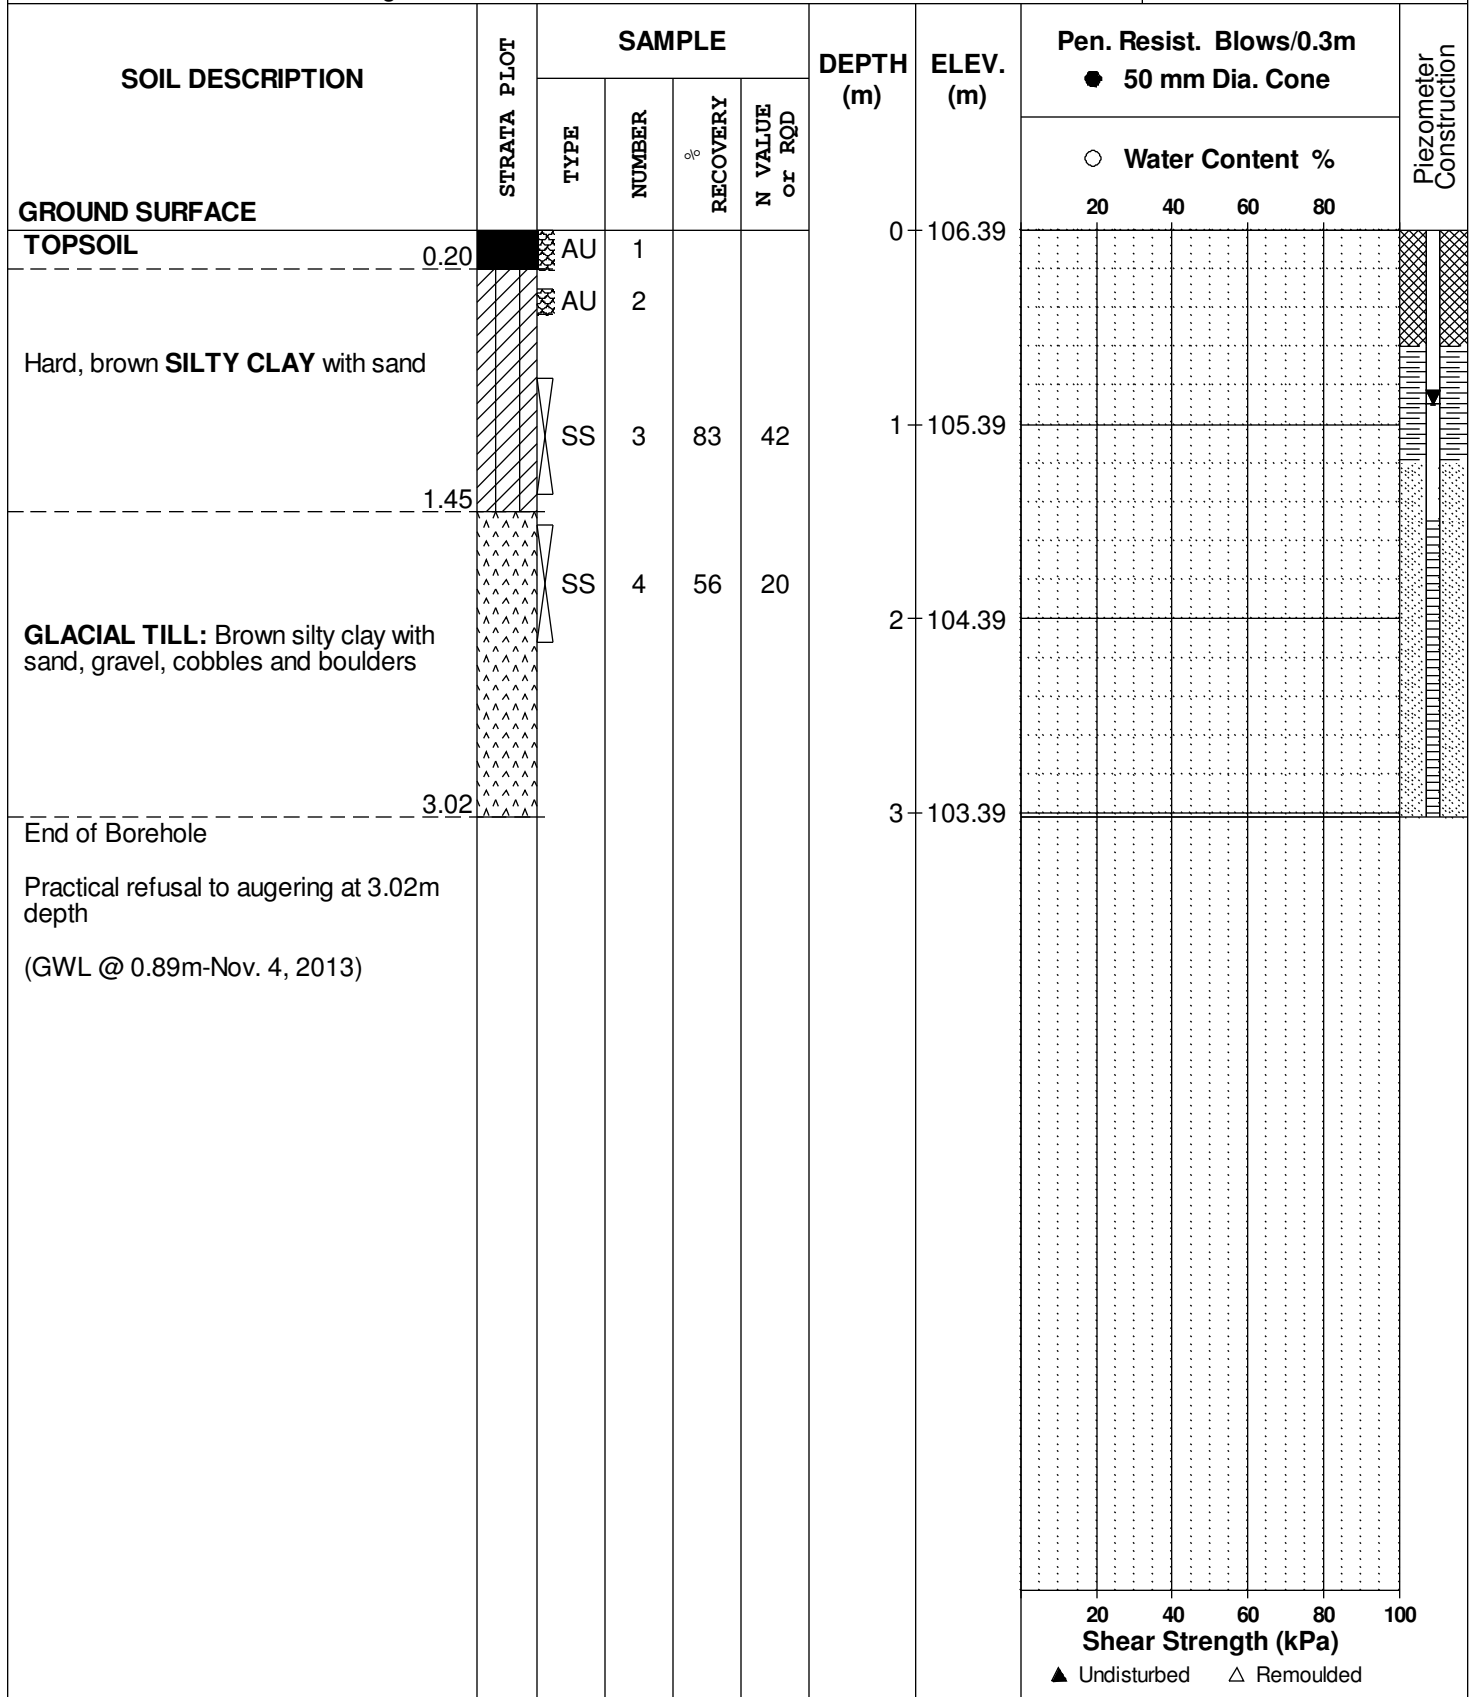 SOIL DESCRIPTION
GROUND SURFACE
STRATA PLOT
SAMPLE
TYPE
NUMBER
%
RECOVERY
N VALUE
or RQD
DEPTH
(m)
ELEV.
(m)
Pen. Resist. Blows/0.3m
● 50 mm Dia. Cone
○ Water Content %
20 40 60 80
Piezometer
Construction
TOPSOIL
0.20
AU 1
0 106.39
AU 2
Hard, brown SILTY CLAY with sand
SS 3 83 42
1 105.39
1.45
SS 4 56 20
2 104.39
GLACIAL TILL: Brown silty clay with
sand, gravel, cobbles and boulders
3.02
3 103.39
End of Borehole
Practical refusal to augering at 3.02m
depth
(GWL @ 0.89m-Nov. 4, 2013)
20 40 60 80 100
Shear Strength (kPa)
▲ Undisturbed △ Remoulded